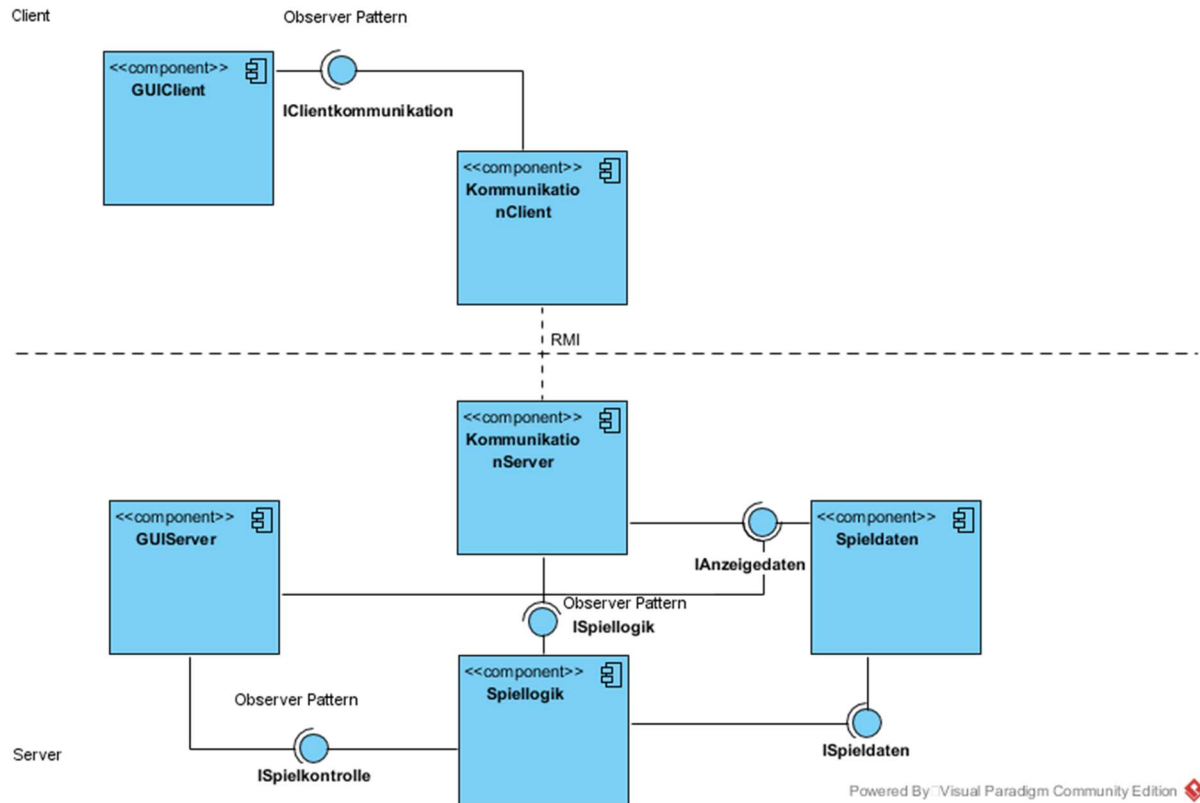 Client
Observer Pattern
<<component>>
GUIClient
IClientkommunikation
<<component>>
Kommunikatio
nClient
RMI
<<component>>
Kommunikatio
nServer
<<component>>
GUIServer
<<component>>
Spieldaten
IAnzeigedaten
Observer Pattern
ISpiellogik
<<component>>
Spiellogik
Observer Pattern
ISpielkontrolle
ISpieldaten
Server
Powered By Visual Paradigm Community Edition